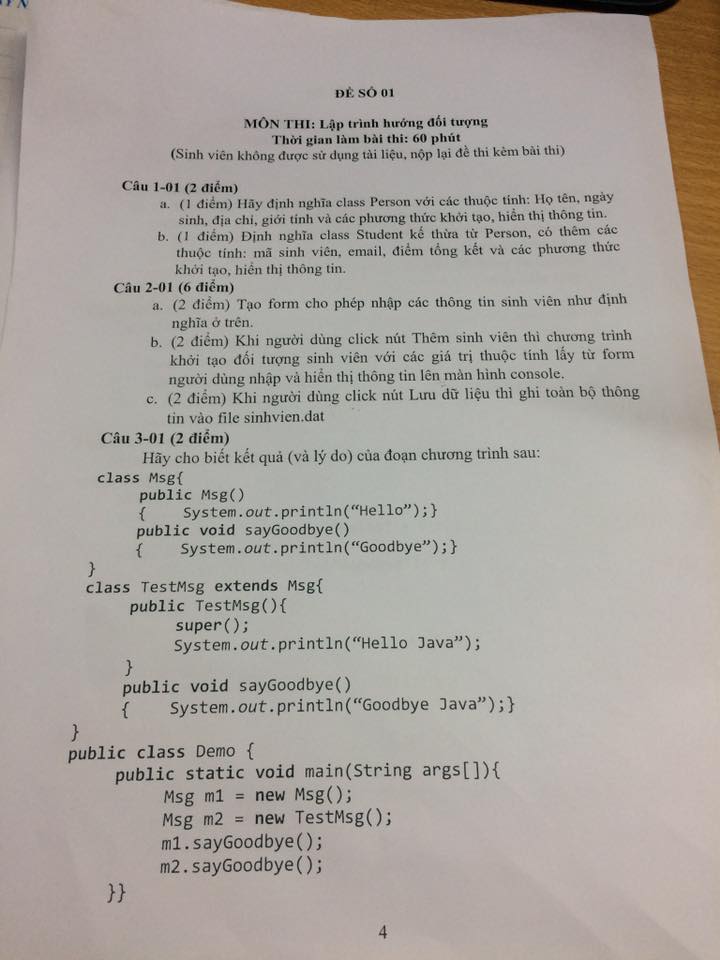 ĐỀ SỐ 01
MÔN THI: Lập trình hướng đối tượng
Thời gian làm bài thi: 60 phút
(Sinh viên không được sử dụng tài liệu, nộp lại đề thi kèm bài thi)
Câu 1-01 (2 điểm)
a. (1 điểm) Hãy định nghĩa class Person với các thuộc tính: Họ tên, ngày
sinh, địa chỉ, giới tính và các phương thức khởi tạo, hiển thị thông tin.
b. (1 điểm) Định nghĩa class Student kế thừa từ Person, có thêm các
thuộc tính: mã sinh viên, email, điểm tổng kết và các phương thức
khởi tạo, hiển thị thông tin.
Câu 2-01 (6 điểm)
a. (2 điểm) Tạo form cho phép nhập các thông tin sinh viên như định
nghĩa ở trên.
b. (2 điểm) Khi người dùng click nút Thêm sinh viên thì chương trình
khởi tạo đối tượng sinh viên với các giá trị thuộc tính lấy từ form
người dùng nhập và hiển thị thông tin lên màn hình console.
c. (2 điểm) Khi người dùng click nút Lưu dữ liệu thì ghi toàn bộ thông
tin vào file sinhvien.dat
Câu 3-01 (2 điểm)
Hãy cho biết kết quả (và lý do) của đoạn chương trình sau:
class Msg{
public Msg()
{ System.out.println(“Hello”);}
public void sayGoodbye()
{ System.out.println(“Goodbye”);}
}
class TestMsg extends Msg{
public TestMsg(){
super();
System.out.println(“Hello Java”);
}
public void sayGoodbye()
{ System.out.println(“Goodbye Java”);}
}
public class Demo {
public static void main(String args[]){
Msg m1 = new Msg();
Msg m2 = new TestMsg();
m1.sayGoodbye();
m2.sayGoodbye();
}}
4